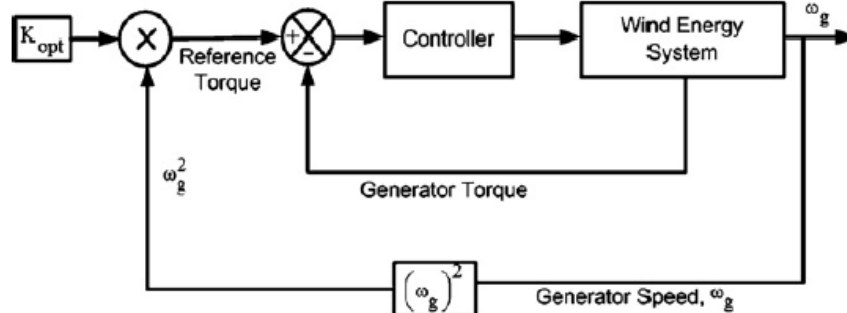 ω_g
K_opt
×
Reference
Torque
+
-
Controller
Wind Energy
System
ω_g^2
Generator Torque
(ω_g)^2
Generator Speed, ω_g